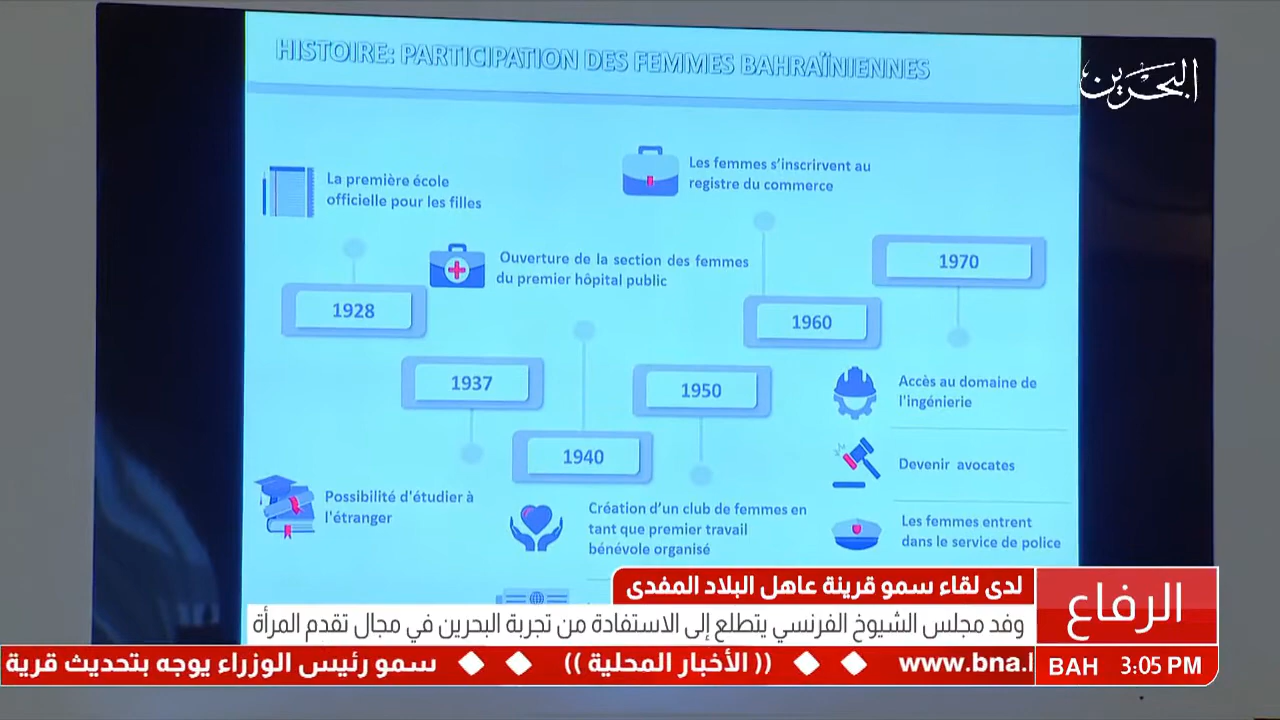 HISTOIRE: PARTICIPATION DES FEMMES BAHRAÏNIENNES
البحرين
La première école
officielle pour les filles
Les femmes s'inscrirvent au
registre du commerce
Ouverture de la section des femmes
du premier hôpital public
1928
1937
1940
1950
1960
1970
Possibilité d'étudier à
l'étranger
Création d'un club de femmes en
tant que premier travail
bénévole organisé
Accès au domaine de
l'ingénierie
Devenir avocates
Les femmes entrent
dans le service de police
لدى لقاء سمو قرينة عاهل البلاد المفدى
الرفاع
وفد مجلس الشيوخ الفرنسي يتطلع إلى الاستفادة من تجربة البحرين في مجال تقدم المرأة
www.bna.
(( الأخبار المحلية ))
سمو رئيس الوزراء يوجه بتحديث قرية
BAH 3:05 PM